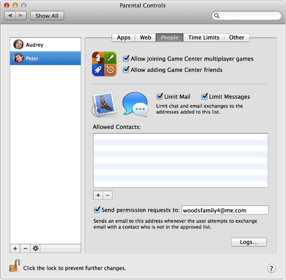 Parental Controls
Show All
Apps Web People Time Limits Other
Audrey
Peter
Allow joining Game Center multiplayer games
Allow adding Game Center friends
Limit Mail Limit Messages
Limit chat and email exchanges to the
addresses added to this list.
Allowed Contacts:
+ −
Send permission requests to: woodsfamily4@me.com
Sends an email to this address whenever the user attempts to exchange
email with a contact who is not in the approved list.
Logs...
+ −
Click the lock to prevent further changes.
?